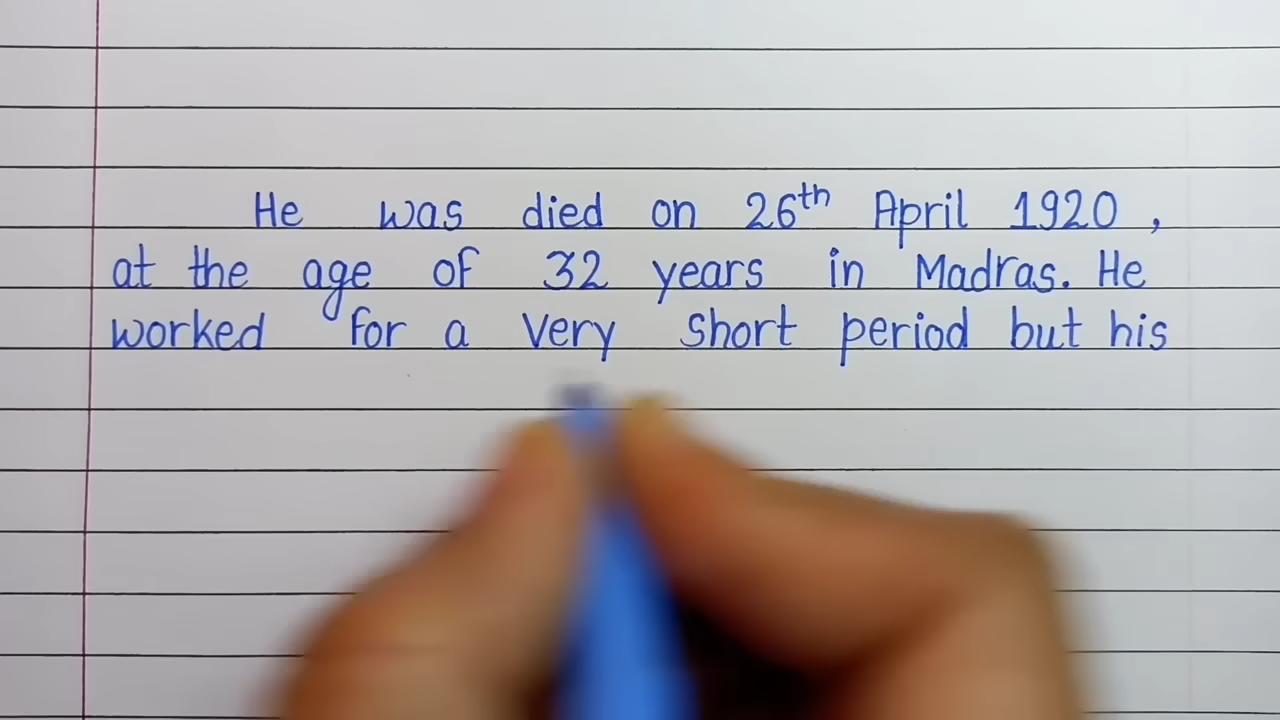 He was died on 26th April 1920 ,
at the age of 32 years in Madras. He
worked for a very short period but his